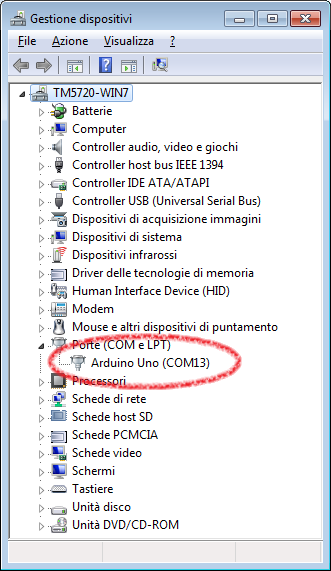 Gestione dispositivi
File Azione Visualizza ?
TM5720-WIN7
Batterie
Computer
Controller audio, video e giochi
Controller host bus IEEE 1394
Controller IDE ATA/ATAPI
Controller USB (Universal Serial Bus)
Dispositivi di acquisizione immagini
Dispositivi di sistema
Dispositivi infrarossi
Driver delle tecnologie di memoria
Human Interface Device (HID)
Modem
Mouse e altri dispositivi di puntamento
Porte (COM e LPT)
Arduino Uno (COM13)
Processori
Schede di rete
Schede host SD
Schede PCMCIA
Schede video
Schermi
Tastiere
Unità disco
Unità DVD/CD-ROM